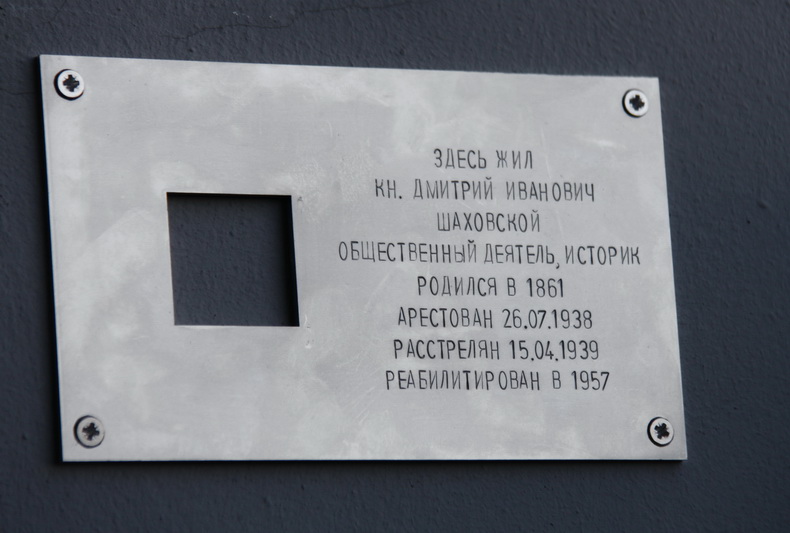 ЗДЕСЬ ЖИЛ
КН. ДМИТРИЙ ИВАНОВИЧ
ШАХОВСКОЙ
ОБЩЕСТВЕННЫЙ ДЕЯТЕЛЬ, ИСТОРИК
РОДИЛСЯ В 1861
АРЕСТОВАН 26.07.1938
РАССТРЕЛЯН 15.04.1939
РЕАБИЛИТИРОВАН В 1957